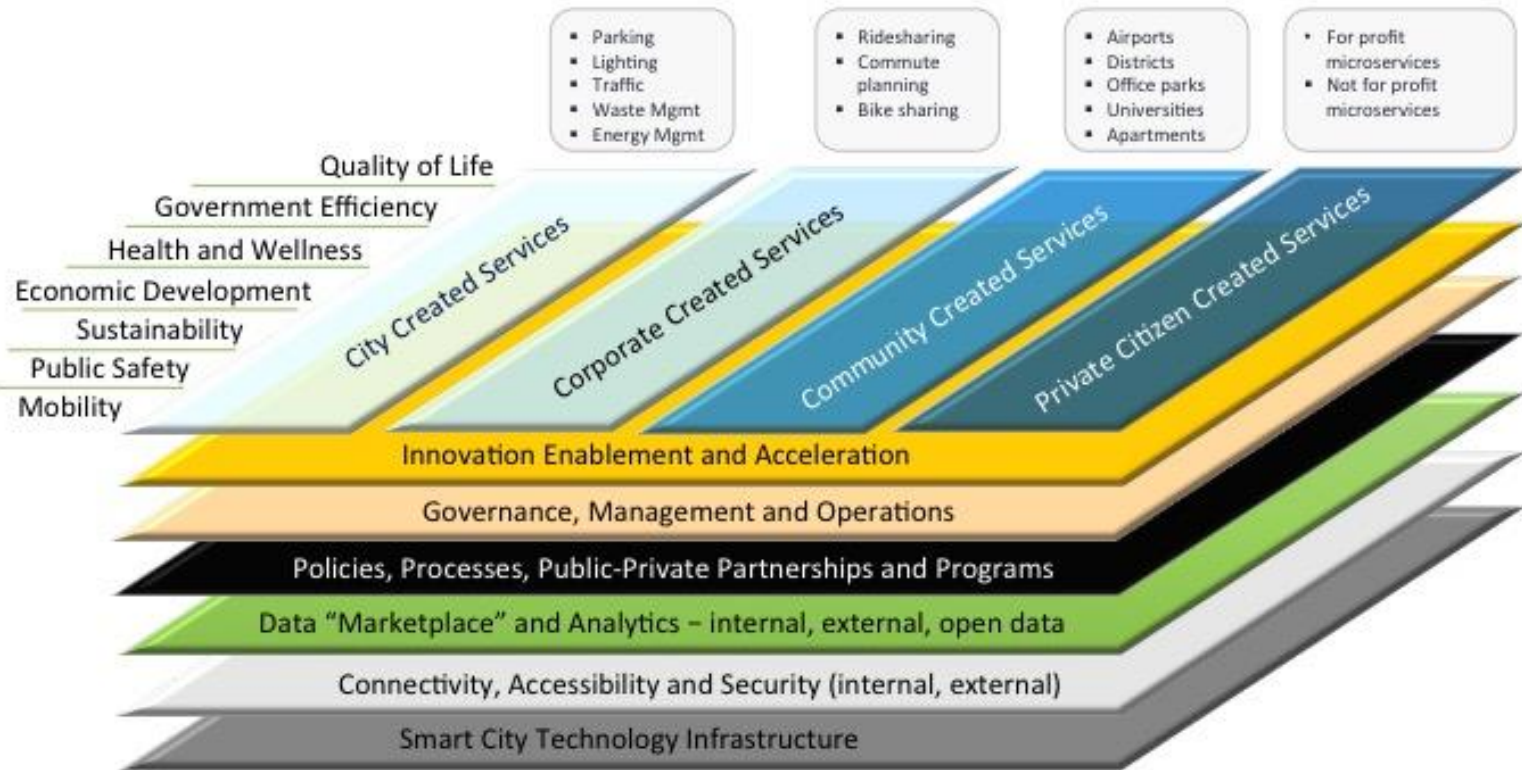 ▪ Parking
▪ Lighting
▪ Traffic
▪ Waste Mgmt
▪ Energy Mgmt
▪ Ridesharing
▪ Commute
planning
▪ Bike sharing
▪ Airports
▪ Districts
▪ Office parks
▪ Universities
▪ Apartments
• For profit
microservices
▪ Not for profit
microservices
Quality of Life
Government Efficiency
Health and Wellness
Economic Development
Sustainability
Public Safety
Mobility
City Created Services
Corporate Created Services
Community Created Services
Private Citizen Created Services
Innovation Enablement and Acceleration
Governance, Management and Operations
Policies, Processes, Public-Private Partnerships and Programs
Data “Marketplace” and Analytics – internal, external, open data
Connectivity, Accessibility and Security (internal, external)
Smart City Technology Infrastructure